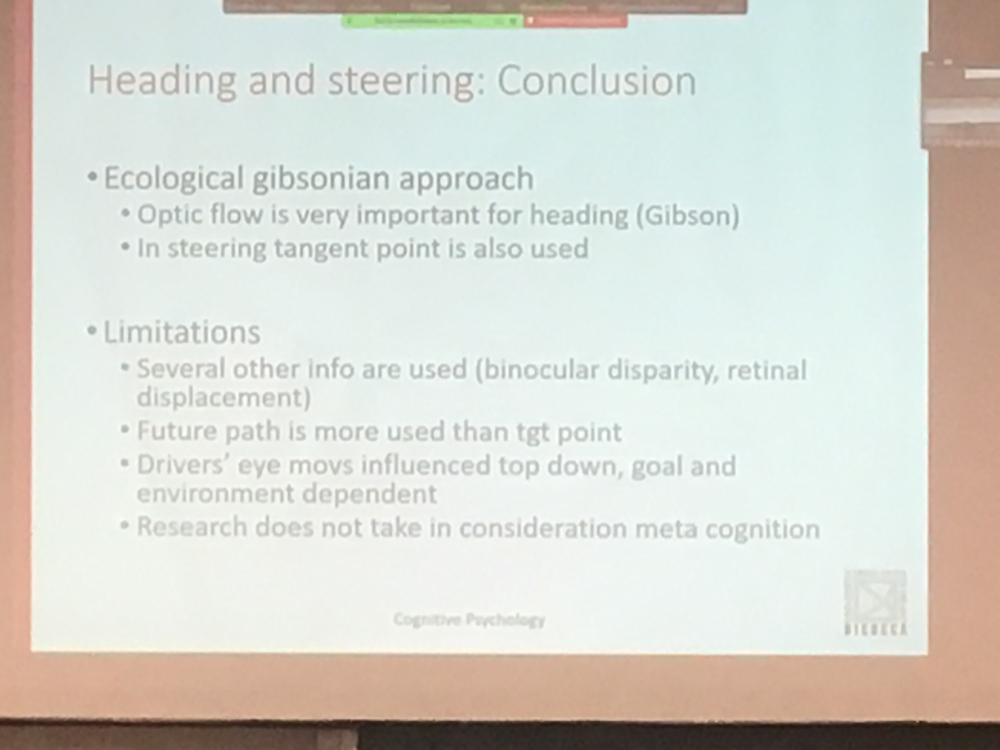 Heading and steering: Conclusion
• Ecological gibsonian approach
• Optic flow is very important for heading (Gibson)
• In steering tangent point is also used
• Limitations
• Several other info are used (binocular disparity, retinal
displacement)
• Future path is more used than tgt point
• Drivers’ eye movs influenced top down, goal and
environment dependent
• Research does not take in consideration meta cognition
Cognitive Psychology
BICOCCA